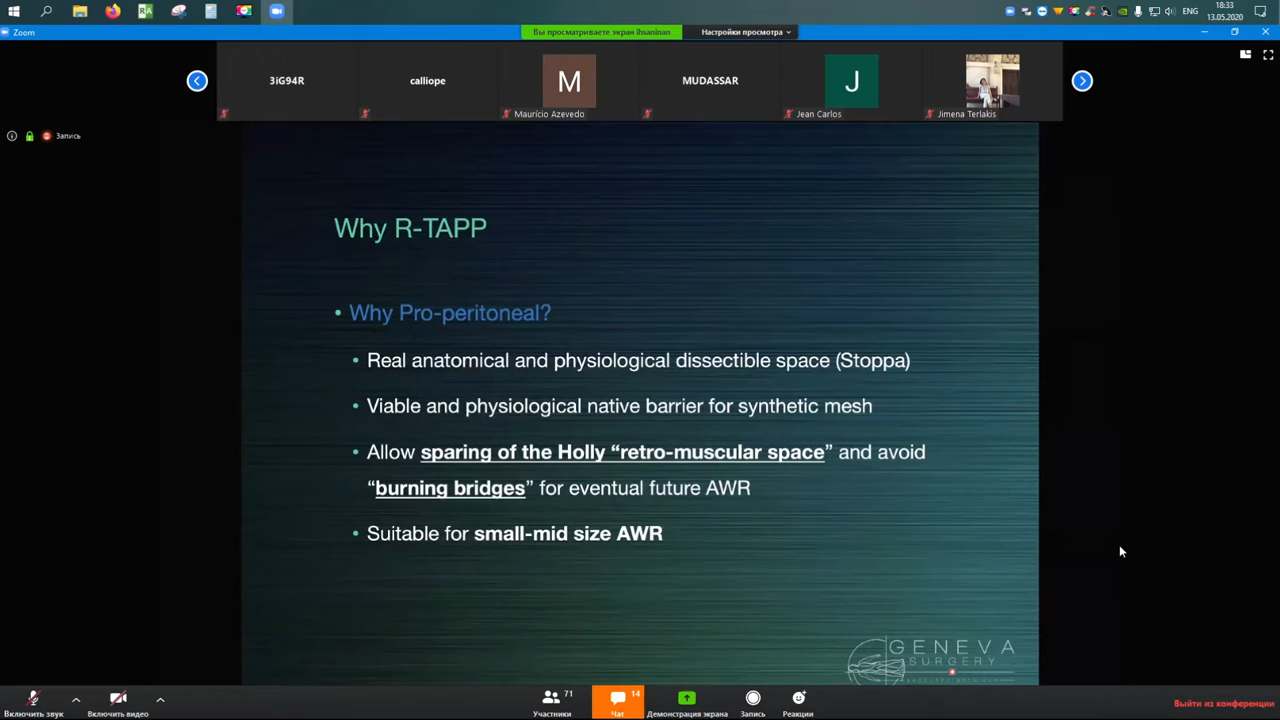 ENG
18:33
13.05.2020
Zoom
Вы просматриваете экран ihsaninan
Настройки просмотра
3iG94R
calliope
M
MUDASSAR
J
Maurício Azevedo
Jean Carlos
Jimena Terlakis
Запись
Why R-TAPP
• Why Pro-peritoneal?
• Real anatomical and physiological dissectible space (Stoppa)
• Viable and physiological native barrier for synthetic mesh
• Allow sparing of the Holly “retro-muscular space” and avoid
“burning bridges” for eventual future AWR
• Suitable for small-mid size AWR
GENEVA
SURGERY
71
14
Включить звук
Включить видео
Участники
Чат
Демонстрация экрана
Запись
Реакции
Выйти из конференции